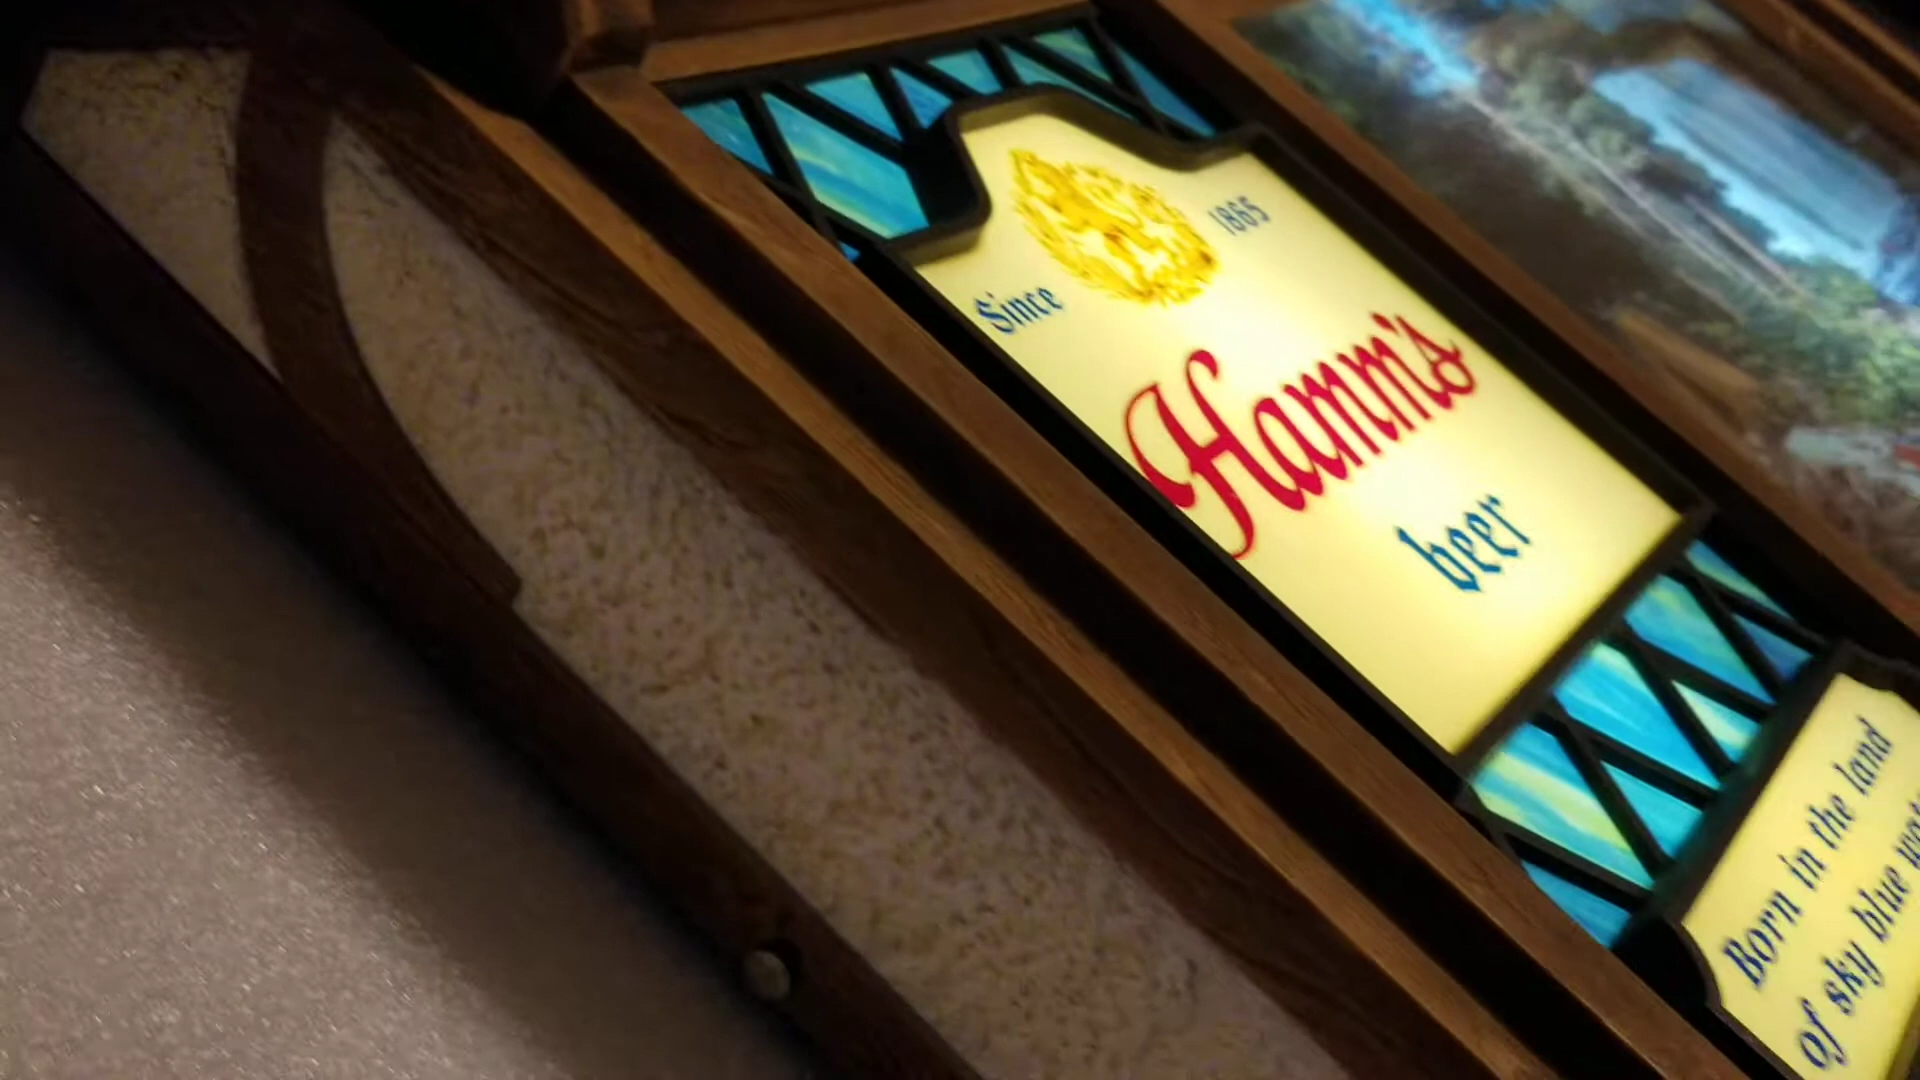 Since 1865
Hamm's
beer
Born in the land
of sky blue